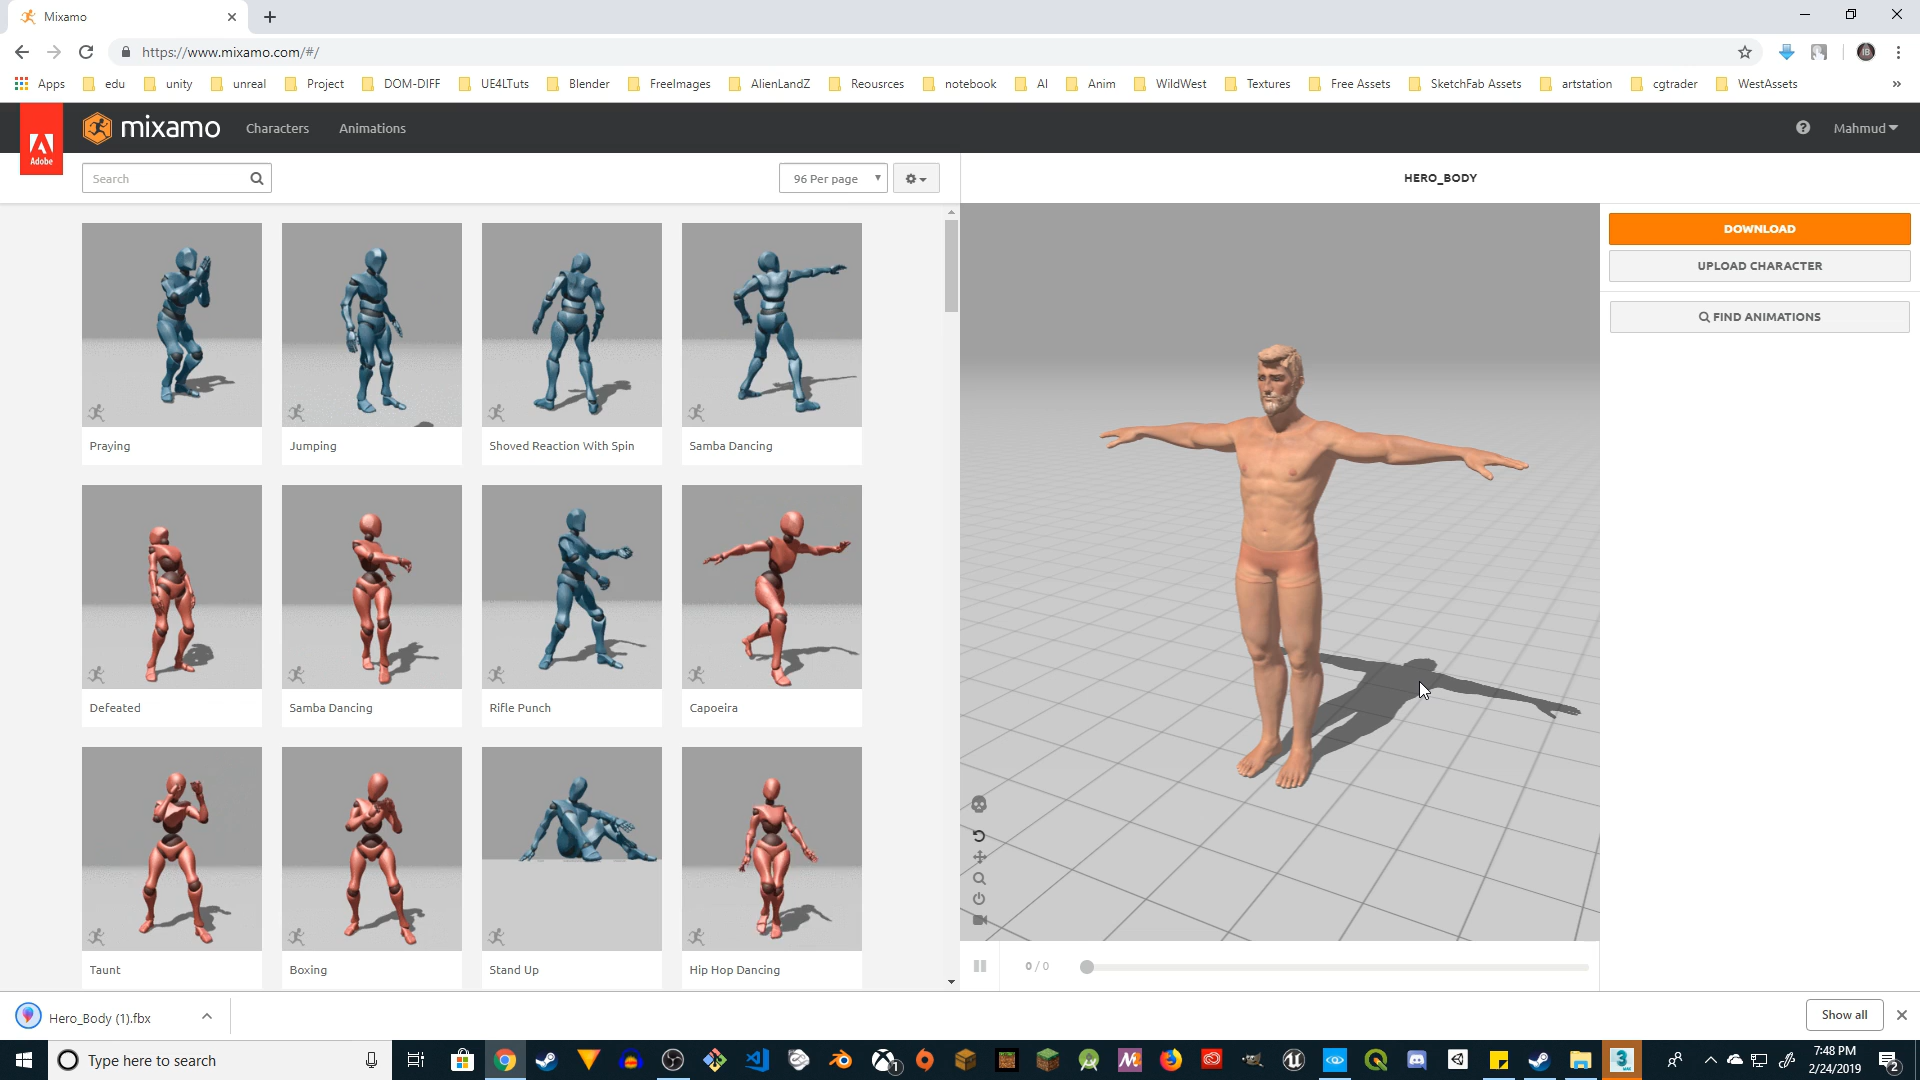 Mixamo
https://www.mixamo.com/#/
Apps edu unity unreal Project DOM-DIFF UE4LTuts Blender FreeImages AlienLandZ Reousrces notebook AI Anim WildWest Textures Free Assets SketchFab Assets artstation cgtrader WestAssets »
Adobe
mixamo Characters Animations Mahmud
Search 96 Per page HERO_BODY
DOWNLOAD
UPLOAD CHARACTER
FIND ANIMATIONS
Praying Jumping Shoved Reaction With Spin Samba Dancing
Defeated Samba Dancing Rifle Punch Capoeira
Taunt Boxing Stand Up Hip Hop Dancing
0 / 0
Hero_Body (1).fbx Show all
Type here to search
7:48 PM
2/24/2019
2